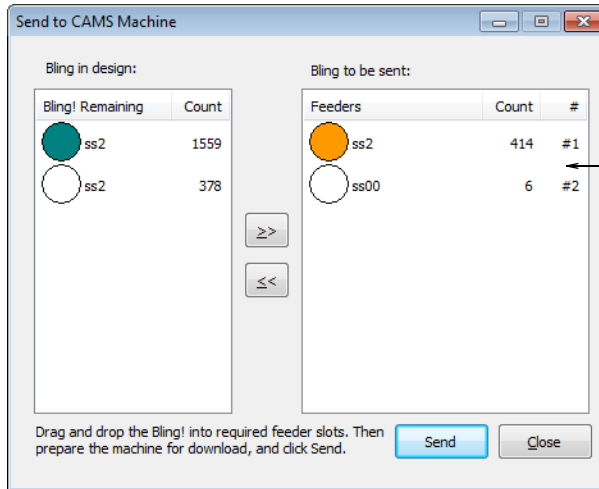 Send to CAMS Machine
Bling in design:
Bling to be sent:
Bling! Remaining Count
Feeders Count #
ss2 1559
ss2 414 #1
ss2 378
ss00 6 #2
>>
<<
Drag and drop the Bling! into required feeder slots. Then
prepare the machine for download, and click Send.
Send
Close